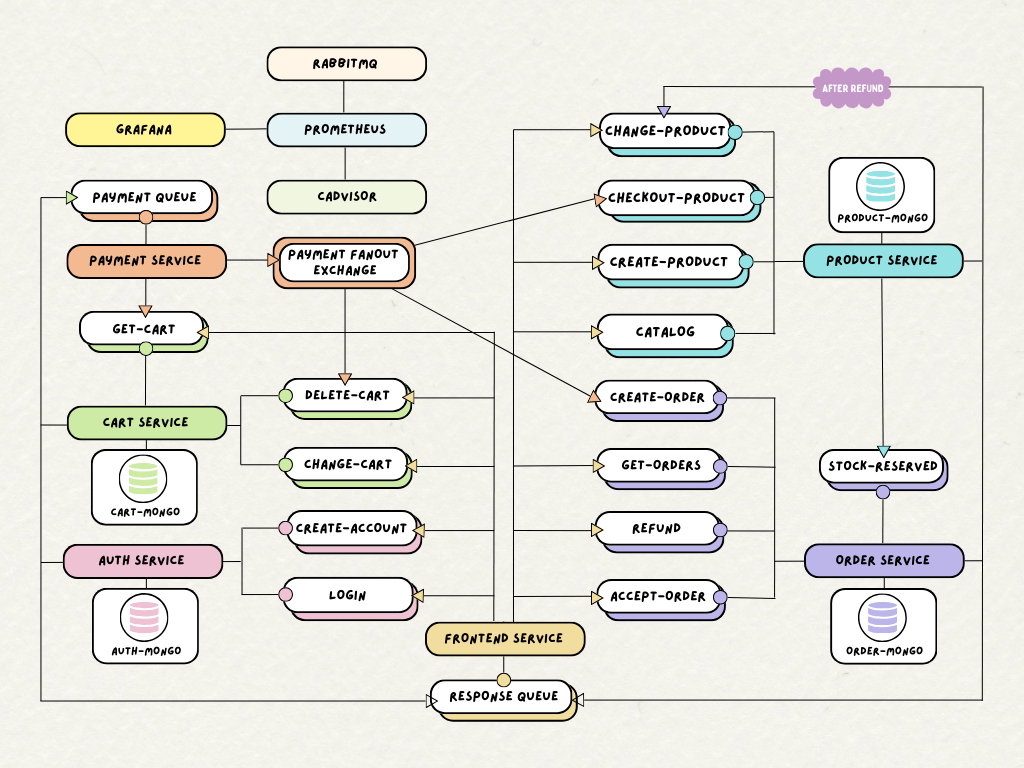 RABBITMQ
AFTER REFUND
GRAFANA
PROMETHEUS
CHANGE-PRODUCT
PAYMENT QUEUE
CADVISOR
CHECKOUT-PRODUCT
PRODUCT-MONGO
PAYMENT SERVICE
PAYMENT FANOUT
EXCHANGE
CREATE-PRODUCT
PRODUCT SERVICE
GET-CART
CATALOG
DELETE-CART
CREATE-ORDER
CART SERVICE
CHANGE-CART
GET-ORDERS
STOCK-RESERVED
CART-MONGO
CREATE-ACCOUNT
REFUND
AUTH SERVICE
ORDER SERVICE
LOGIN
ACCEPT-ORDER
FRONTEND SERVICE
AUTH-MONGO
ORDER-MONGO
RESPONSE QUEUE